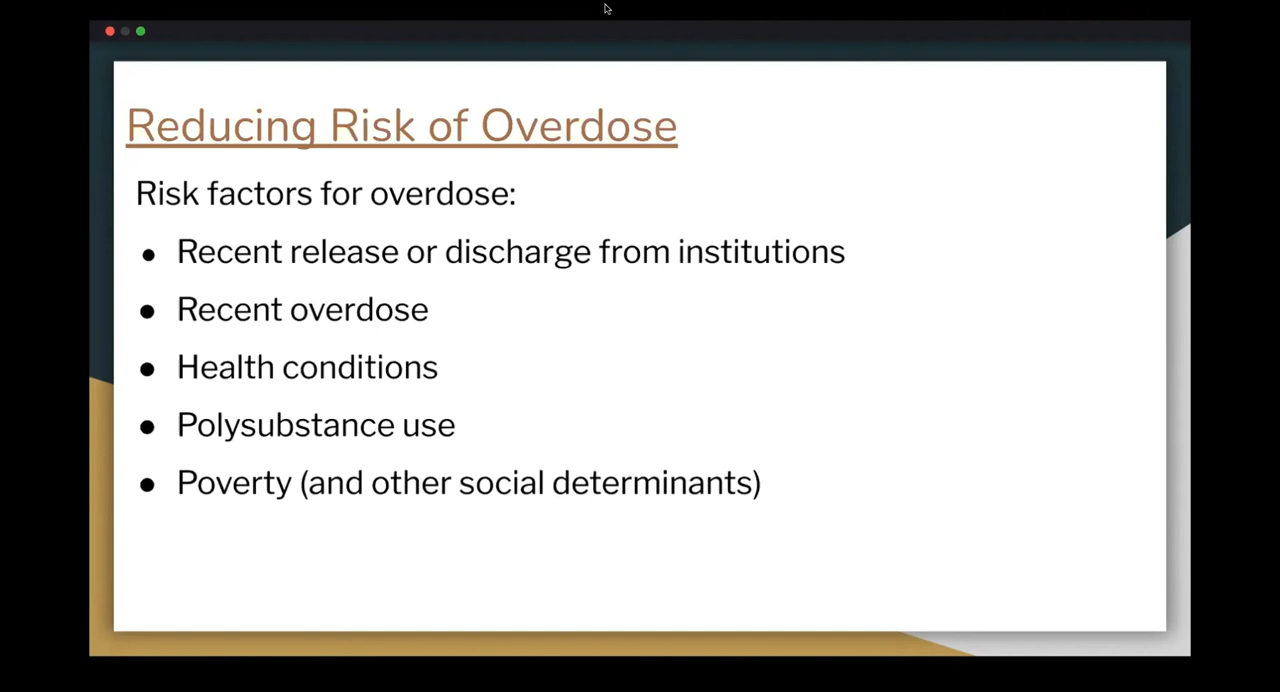 Reducing Risk of Overdose
Risk factors for overdose:
● Recent release or discharge from institutions
● Recent overdose
● Health conditions
● Polysubstance use
● Poverty (and other social determinants)